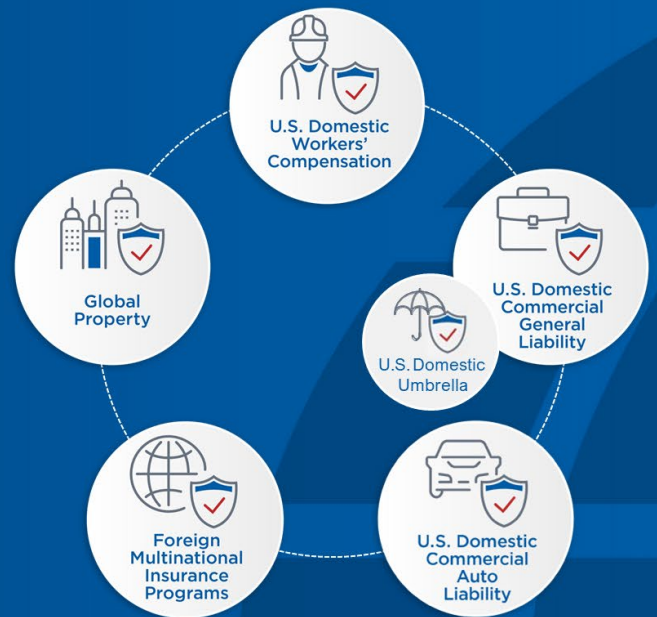 U.S. Domestic
Workers'
Compensation
Global
Property
U.S. Domestic
Commercial
General
Liability
U.S. Domestic
Umbrella
Foreign
Multinational
Insurance
Programs
U.S. Domestic
Commercial
Auto
Liability